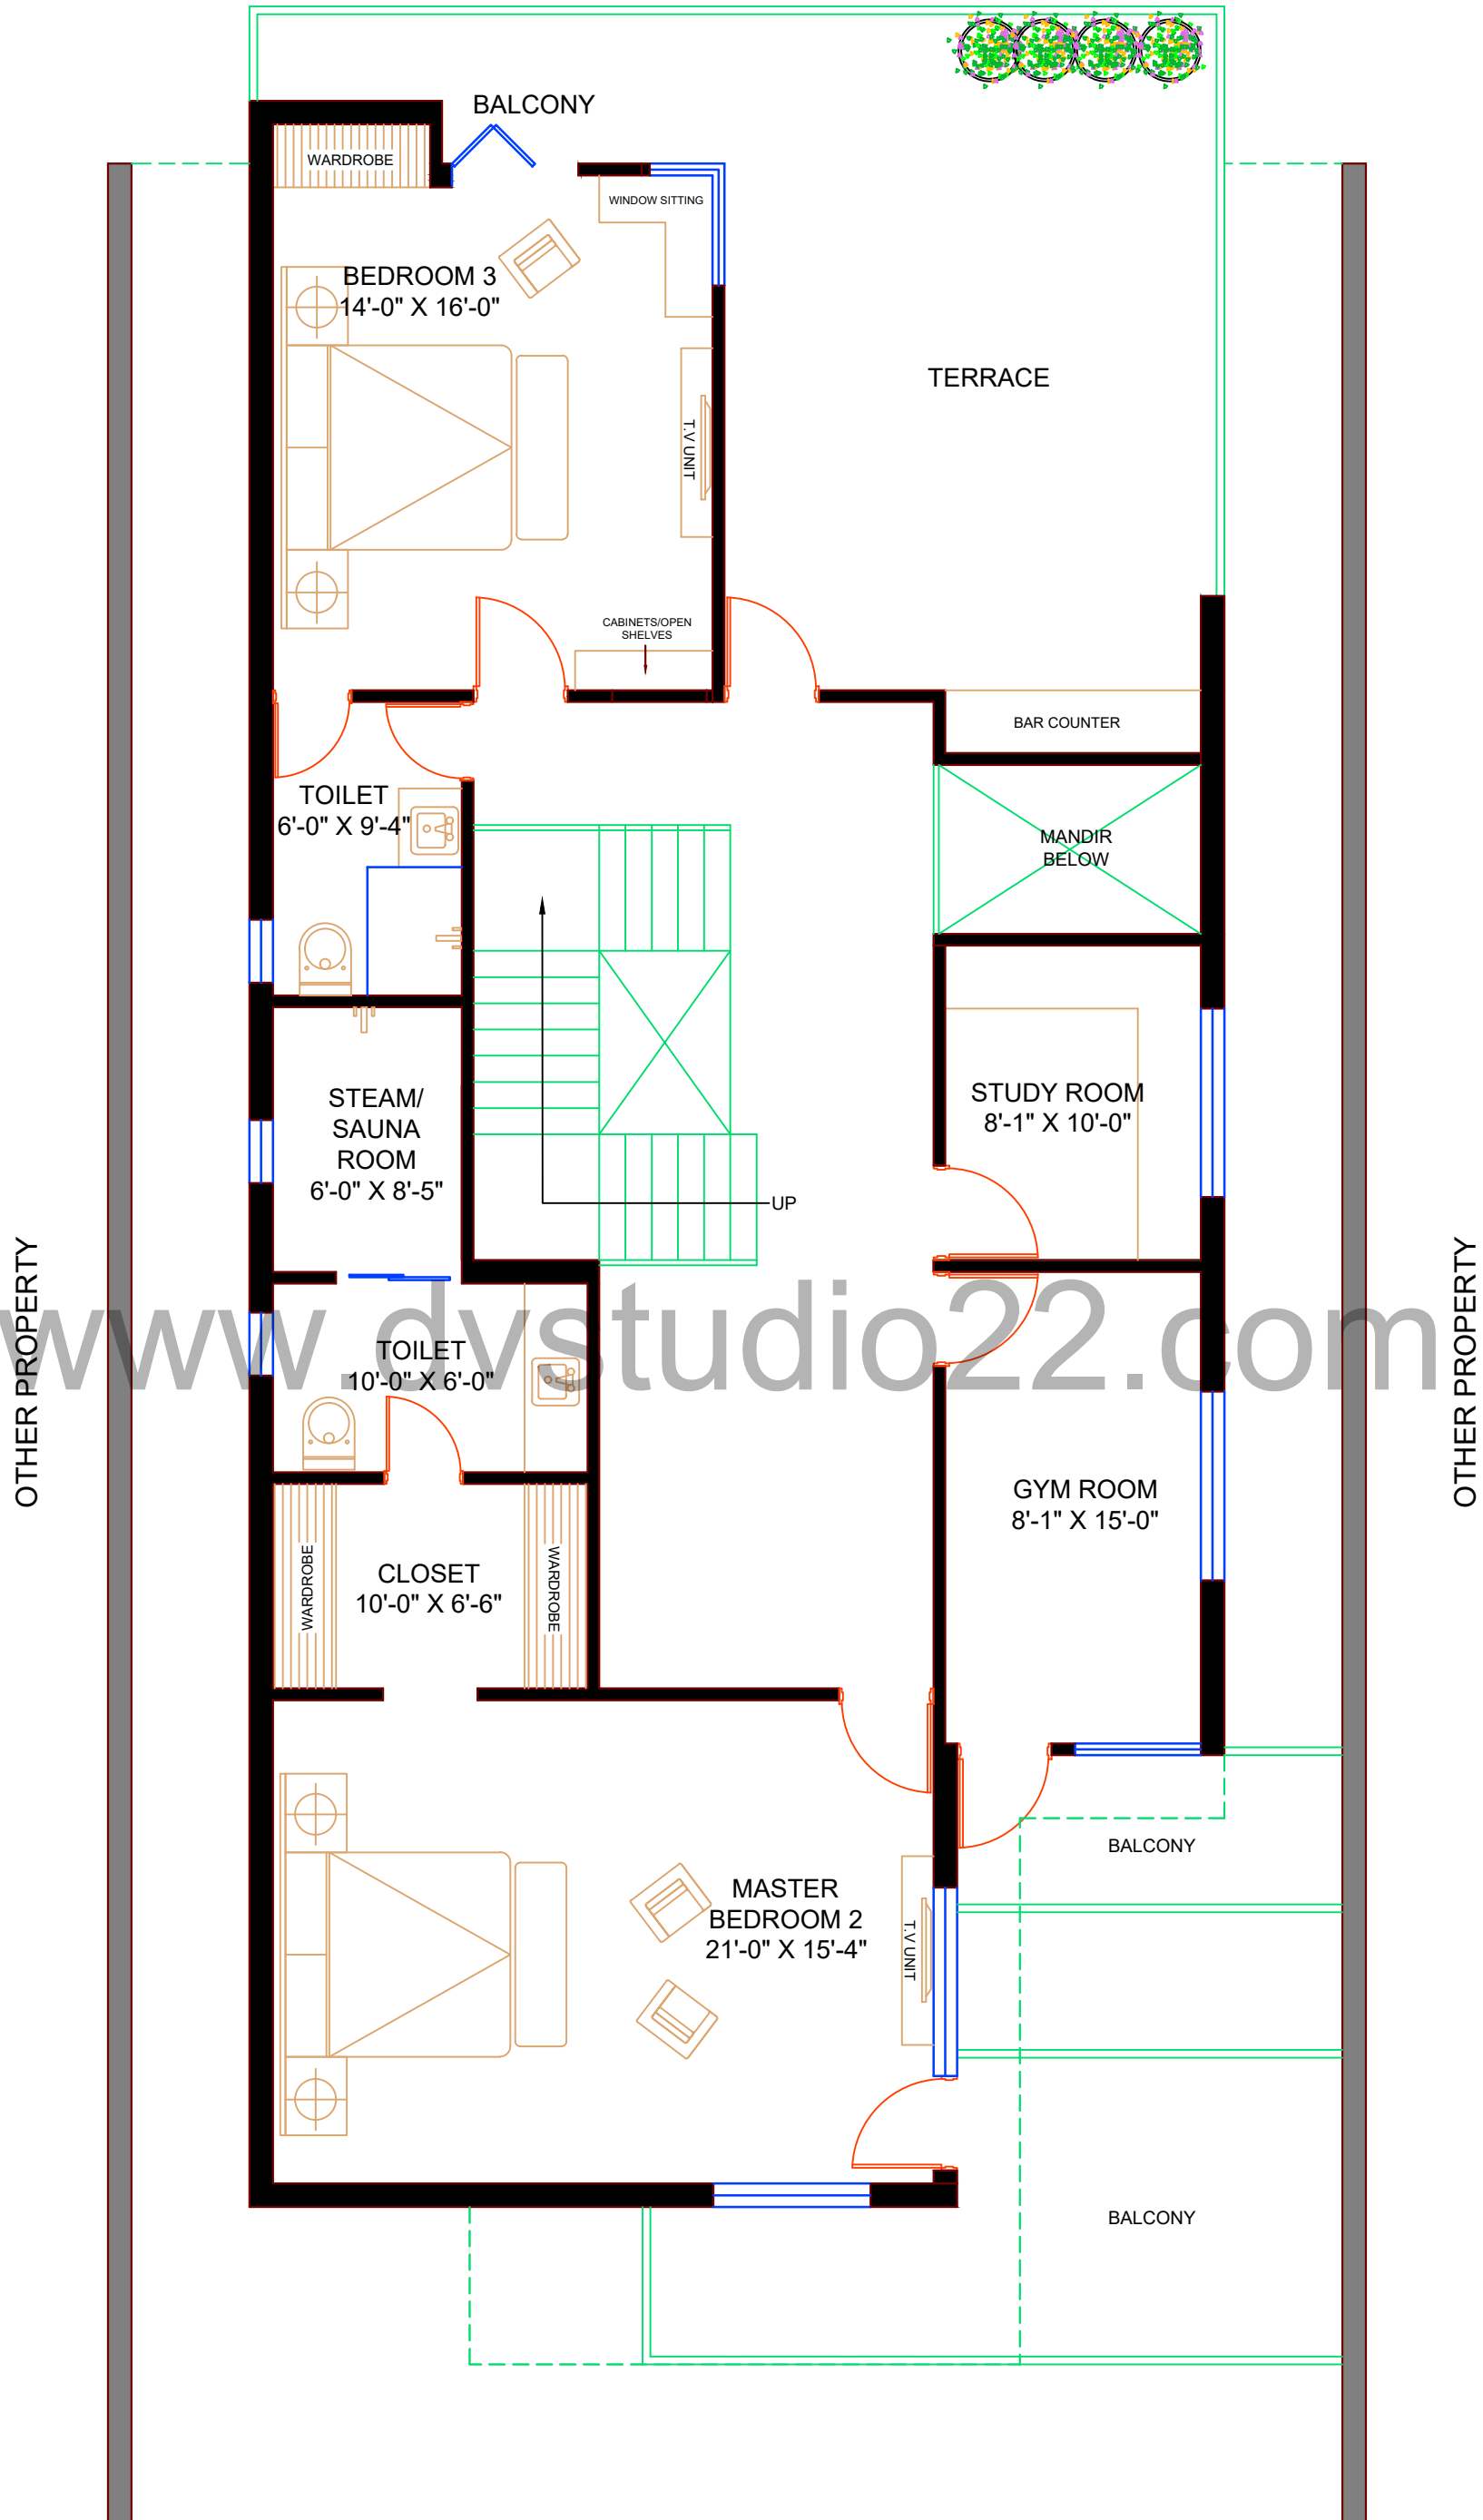 BALCONY
WARDROBE
WINDOW SITTING
BEDROOM 3
14'-0" X 16'-0"
TERRACE
T.V UNIT
CABINETS/OPEN
SHELVES
BAR COUNTER
TOILET
6'-0" X 9'-4"
MANDIR
BELOW
STEAM/
SAUNA
ROOM
6'-0" X 8'-5"
STUDY ROOM
8'-1" X 10'-0"
UP
OTHER PROPERTY
OTHER PROPERTY
www.dvstudio22.com
TOILET
10'-0" X 6'-0"
GYM ROOM
8'-1" X 15'-0"
WARDROBE
CLOSET
10'-0" X 6'-6"
WARDROBE
BALCONY
MASTER
BEDROOM 2
21'-0" X 15'-4"
T.V UNIT
BALCONY